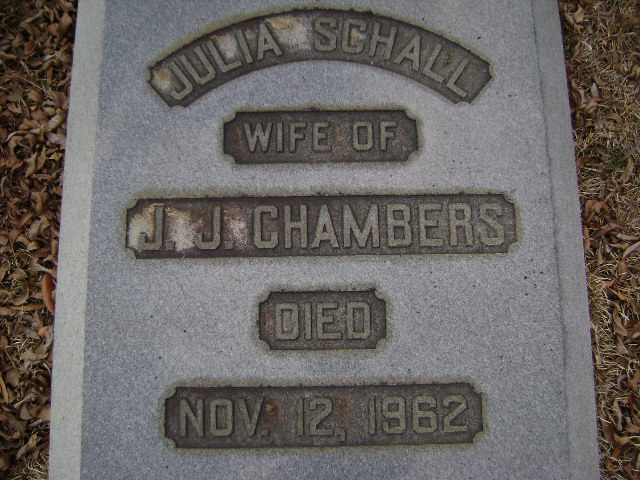 JULIA SCHALL
WIFE OF
J. J. CHAMBERS
DIED
NOV. 12, 1962